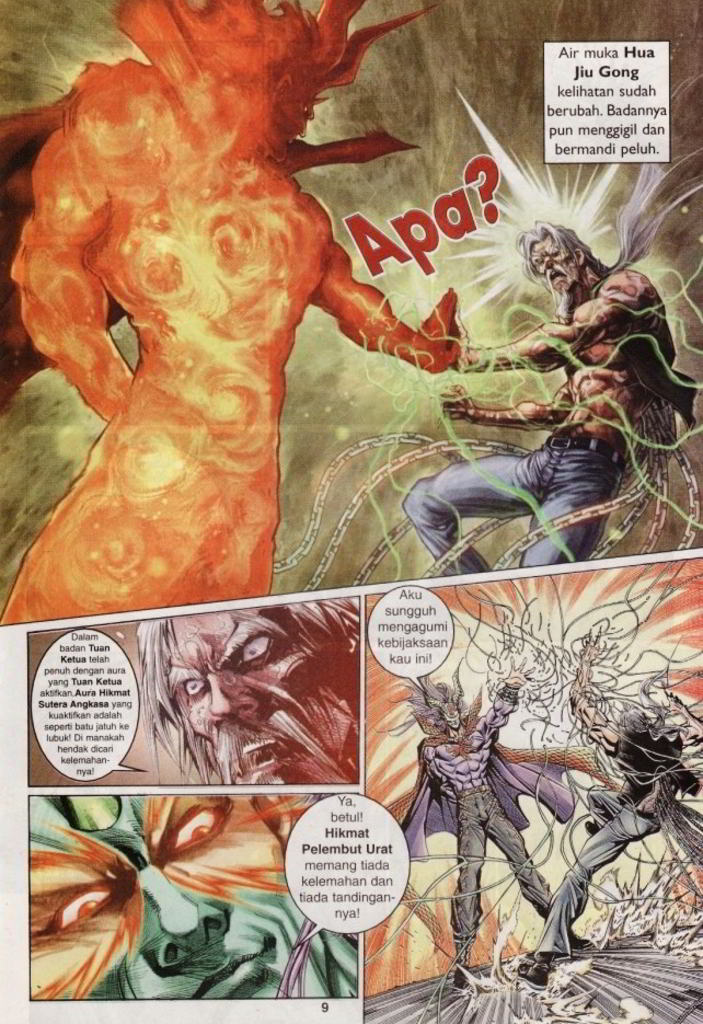 Air muka Hua
Jiu Gong
kelihatan sudah
berubah. Badannya
pun menggigil dan
bermandi peluh.
Apa?
Dalam
badan Tuan
Ketua telah
penuh dengan aura
yang Tuan Ketua
aktifkan.Aura Hikmat
Sutera Angkasa yang
kuaktifkan adalah
seperti batu jatuh ke
lubuk! Di manakah
hendak dicari
kelemahan-
nya!
Aku
sungguh
mengagumi
kebijaksaan
kau ini!
Ya,
betul!
Hikmat
Pelembut Urat
memang tiada
kelemahan dan
tiada tandingan-
nya!
9